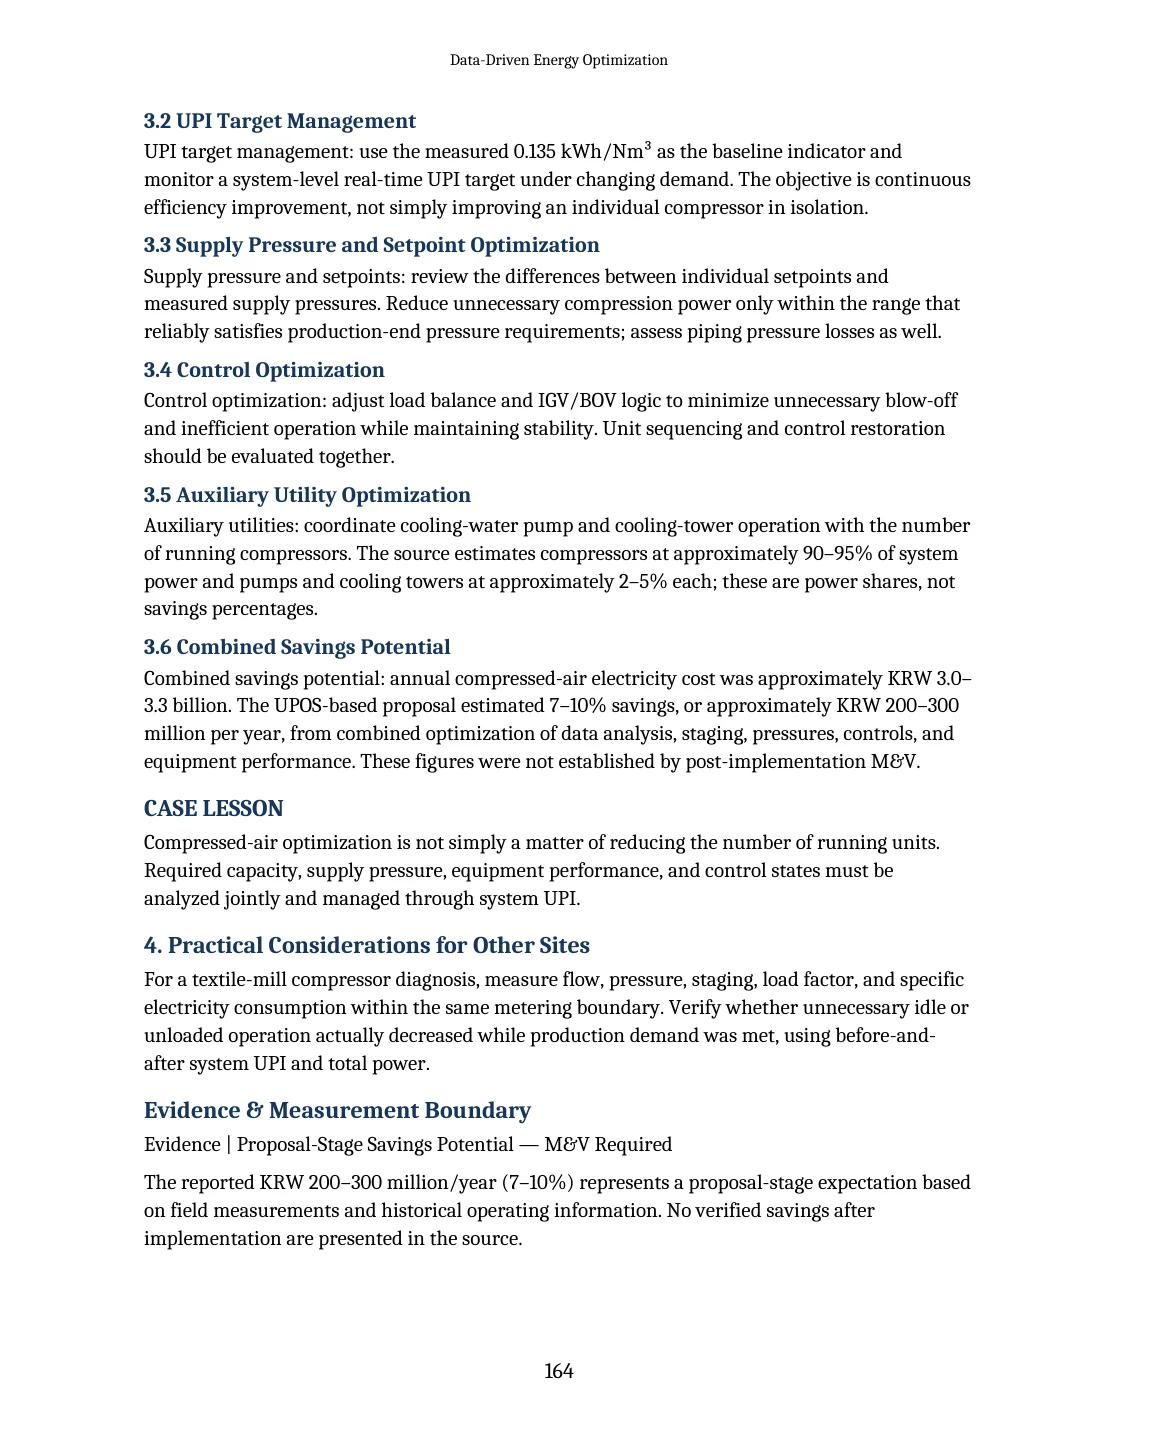 Data-Driven Energy Optimization
3.2 UPI Target Management
UPI target management: use the measured 0.135 kWh/Nm³ as the baseline indicator and
monitor a system-level real-time UPI target under changing demand. The objective is continuous
efficiency improvement, not simply improving an individual compressor in isolation.
3.3 Supply Pressure and Setpoint Optimization
Supply pressure and setpoints: review the differences between individual setpoints and
measured supply pressures. Reduce unnecessary compression power only within the range that
reliably satisfies production-end pressure requirements; assess piping pressure losses as well.
3.4 Control Optimization
Control optimization: adjust load balance and IGV/BOV logic to minimize unnecessary blow-off
and inefficient operation while maintaining stability. Unit sequencing and control restoration
should be evaluated together.
3.5 Auxiliary Utility Optimization
Auxiliary utilities: coordinate cooling-water pump and cooling-tower operation with the number
of running compressors. The source estimates compressors at approximately 90–95% of system
power and pumps and cooling towers at approximately 2–5% each; these are power shares, not
savings percentages.
3.6 Combined Savings Potential
Combined savings potential: annual compressed-air electricity cost was approximately KRW 3.0–
3.3 billion. The UPOS-based proposal estimated 7–10% savings, or approximately KRW 200–300
million per year, from combined optimization of data analysis, staging, pressures, controls, and
equipment performance. These figures were not established by post-implementation M&V.
CASE LESSON
Compressed-air optimization is not simply a matter of reducing the number of running units.
Required capacity, supply pressure, equipment performance, and control states must be
analyzed jointly and managed through system UPI.
4. Practical Considerations for Other Sites
For a textile-mill compressor diagnosis, measure flow, pressure, staging, load factor, and specific
electricity consumption within the same metering boundary. Verify whether unnecessary idle or
unloaded operation actually decreased while production demand was met, using before-and-
after system UPI and total power.
Evidence & Measurement Boundary
Evidence | Proposal-Stage Savings Potential — M&V Required
The reported KRW 200–300 million/year (7–10%) represents a proposal-stage expectation based
on field measurements and historical operating information. No verified savings after
implementation are presented in the source.
164